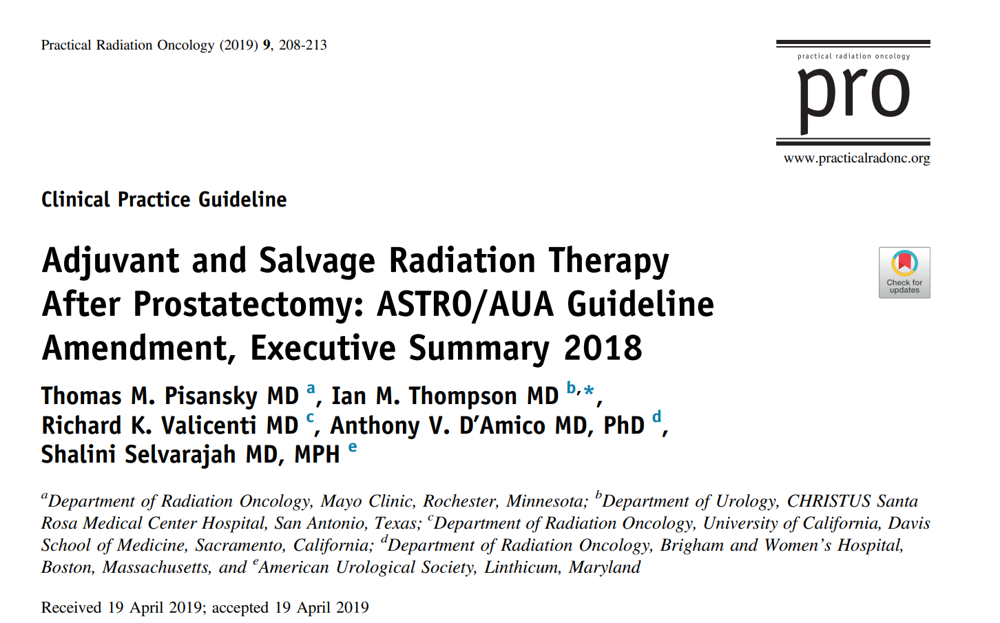 Practical Radiation Oncology (2019) 9, 208-213
practical radiation oncology
pro
www.practicalradonc.org
Clinical Practice Guideline
Adjuvant and Salvage Radiation Therapy
After Prostatectomy: ASTRO/AUA Guideline
Amendment, Executive Summary 2018
Check for
updates
Thomas M. Pisansky MD a, Ian M. Thompson MD b,*,
Richard K. Valicenti MD c, Anthony V. D’Amico MD, PhD d,
Shalini Selvarajah MD, MPH e
aDepartment of Radiation Oncology, Mayo Clinic, Rochester, Minnesota; bDepartment of Urology, CHRISTUS Santa
Rosa Medical Center Hospital, San Antonio, Texas; cDepartment of Radiation Oncology, University of California, Davis
School of Medicine, Sacramento, California; dDepartment of Radiation Oncology, Brigham and Women’s Hospital,
Boston, Massachusetts, and eAmerican Urological Society, Linthicum, Maryland
Received 19 April 2019; accepted 19 April 2019